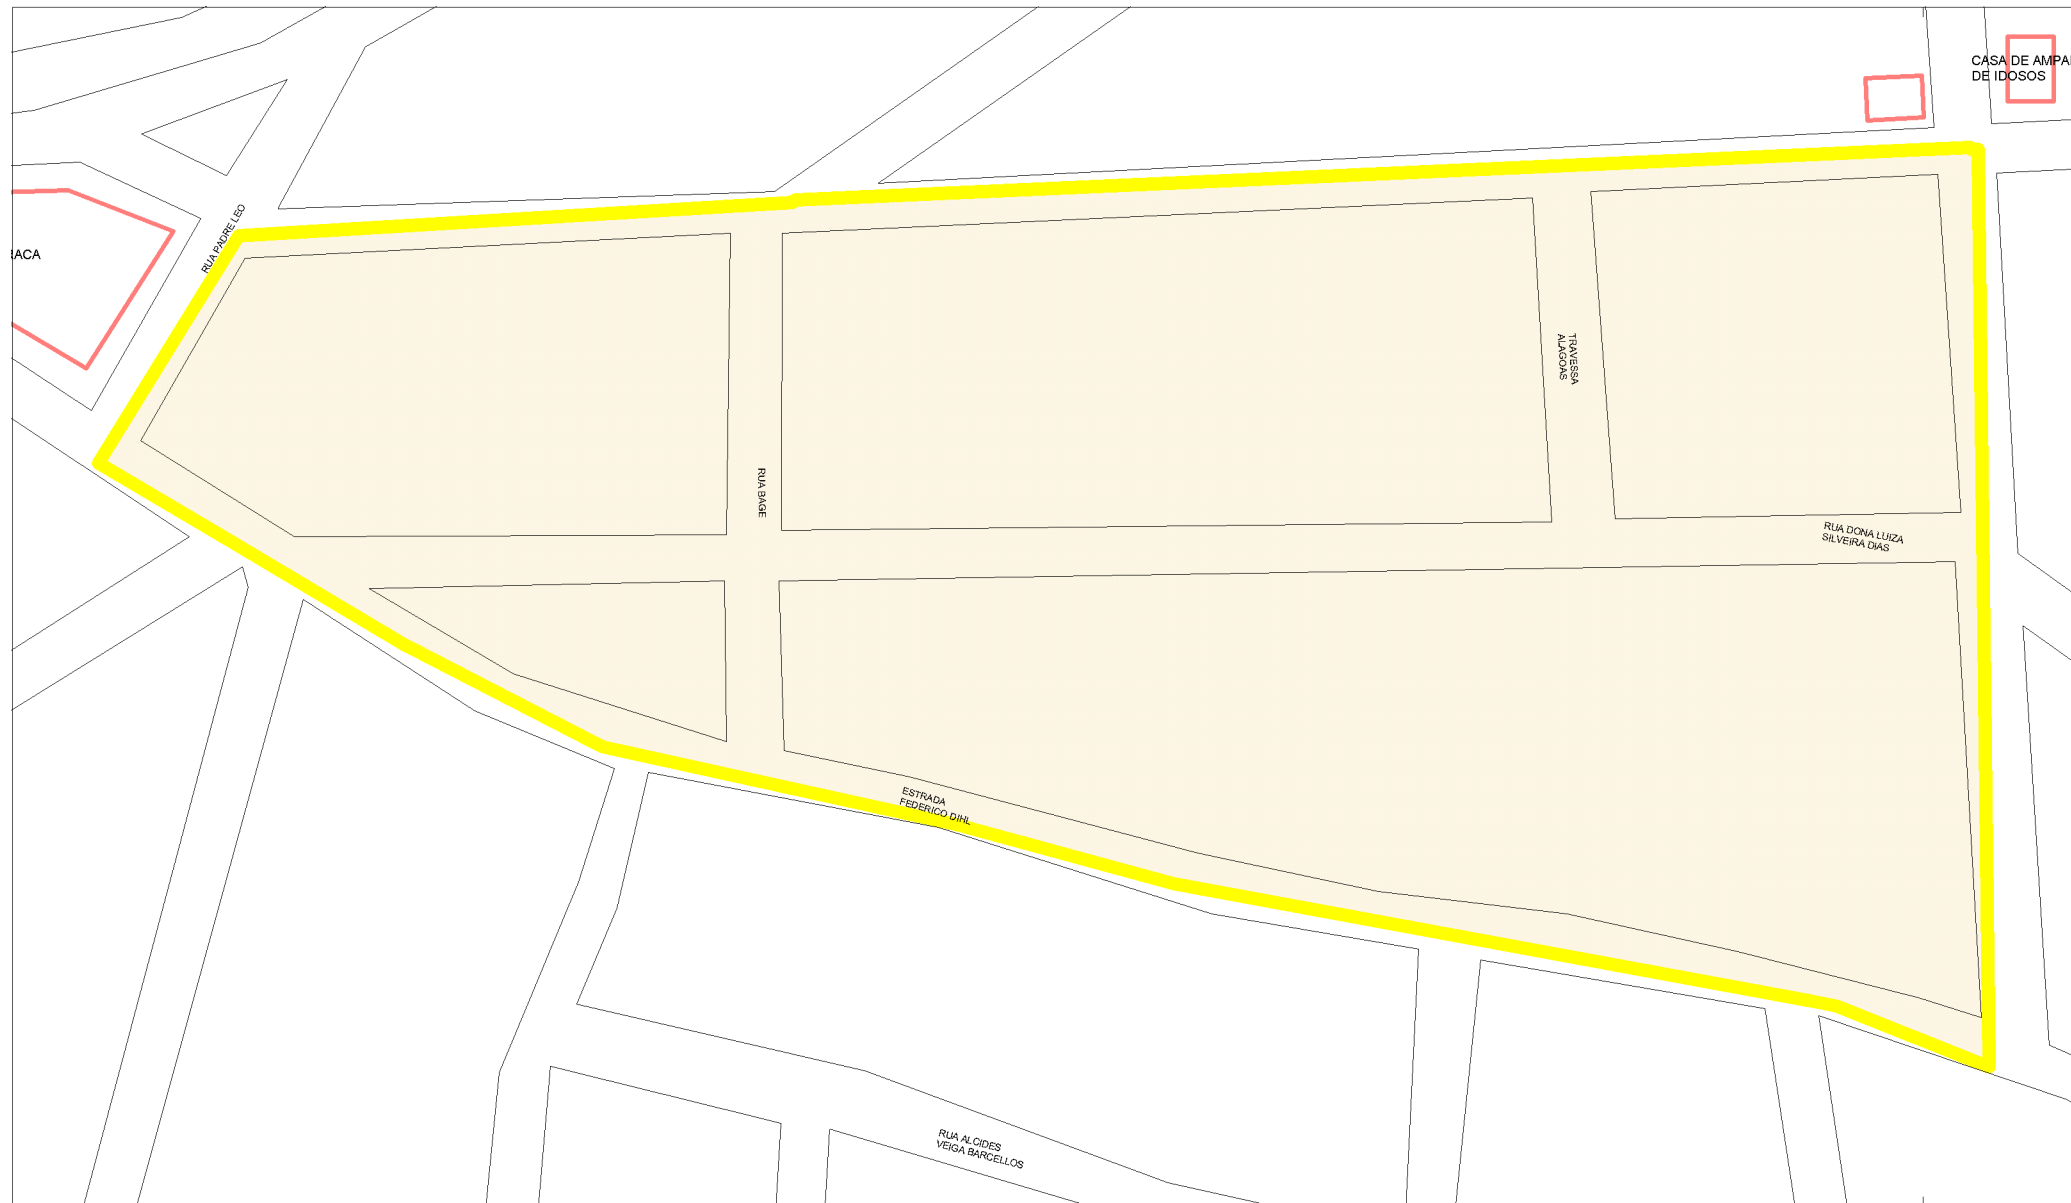 CASA DE AMPA
DE IDOSOS
RUA PADRE LEO
RACA
TRAVESSA
ALAGOAS
RUA BAGE
RUA DONA LUIZA
SILVEIRA DIAS
ESTRADA
FEDERICO DIHL
RUA ALCIDES
VEIGA BARCELLOS